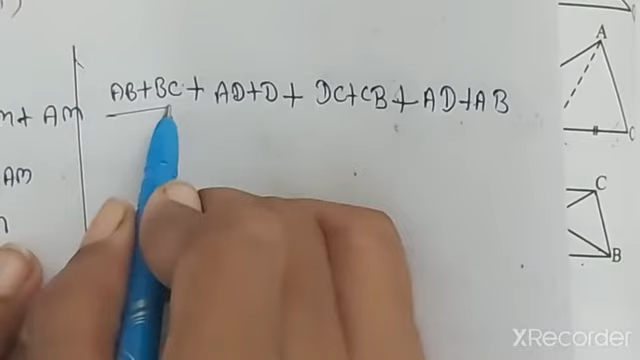 AB+BC+ AD+D+ DC+CB+AD+AB
m+ AM
AM
A
C
C
B
XRecorder